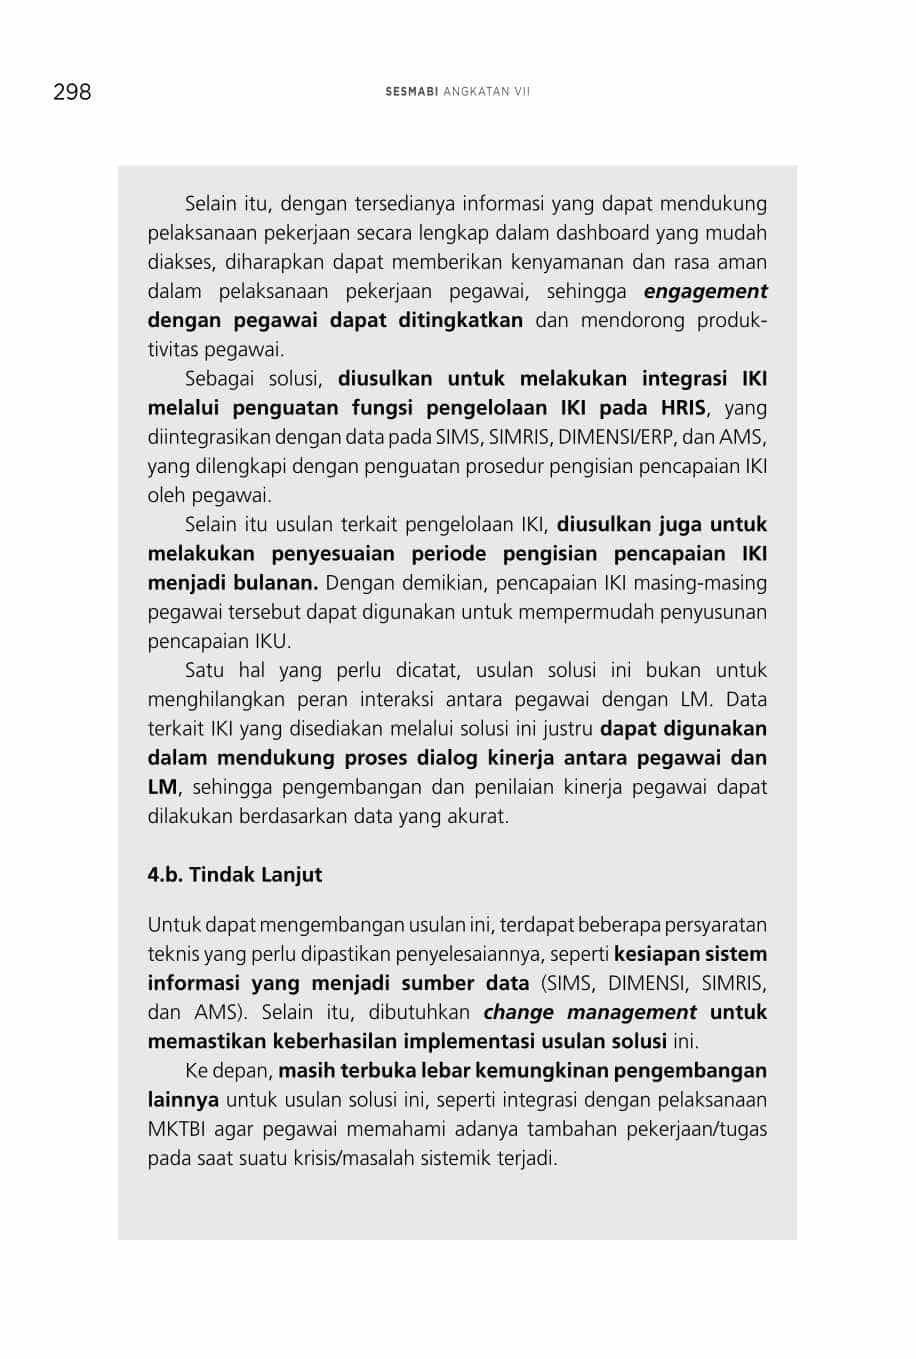 298
SESMABI ANGKATAN VII
Selain itu, dengan tersedianya informasi yang dapat mendukung
pelaksanaan pekerjaan secara lengkap dalam dashboard yang mudah
diakses, diharapkan dapat memberikan kenyamanan dan rasa aman
dalam pelaksanaan pekerjaan pegawai, sehingga engagement
dengan pegawai dapat ditingkatkan dan mendorong produk-
tivitas pegawai.
Sebagai solusi, diusulkan untuk melakukan integrasi IKI
melalui penguatan fungsi pengelolaan IKI pada HRIS, yang
diintegrasikan dengan data pada SIMS, SIMRIS, DIMENSI/ERP, dan AMS,
yang dilengkapi dengan penguatan prosedur pengisian pencapaian IKI
oleh pegawai.
Selain itu usulan terkait pengelolaan IKI, diusulkan juga untuk
melakukan penyesuaian periode pengisian pencapaian IKI
menjadi bulanan. Dengan demikian, pencapaian IKI masing-masing
pegawai tersebut dapat digunakan untuk mempermudah penyusunan
pencapaian IKU.
Satu hal yang perlu dicatat, usulan solusi ini bukan untuk
menghilangkan peran interaksi antara pegawai dengan LM. Data
terkait IKI yang disediakan melalui solusi ini justru dapat digunakan
dalam mendukung proses dialog kinerja antara pegawai dan
LM, sehingga pengembangan dan penilaian kinerja pegawai dapat
dilakukan berdasarkan data yang akurat.
4.b. Tindak Lanjut
Untuk dapat mengembangan usulan ini, terdapat beberapa persyaratan
teknis yang perlu dipastikan penyelesaiannya, seperti kesiapan sistem
informasi yang menjadi sumber data (SIMS, DIMENSI, SIMRIS,
dan AMS). Selain itu, dibutuhkan change management untuk
memastikan keberhasilan implementasi usulan solusi ini.
Ke depan, masih terbuka lebar kemungkinan pengembangan
lainnya untuk usulan solusi ini, seperti integrasi dengan pelaksanaan
MKTBI agar pegawai memahami adanya tambahan pekerjaan/tugas
pada saat suatu krisis/masalah sistemik terjadi.